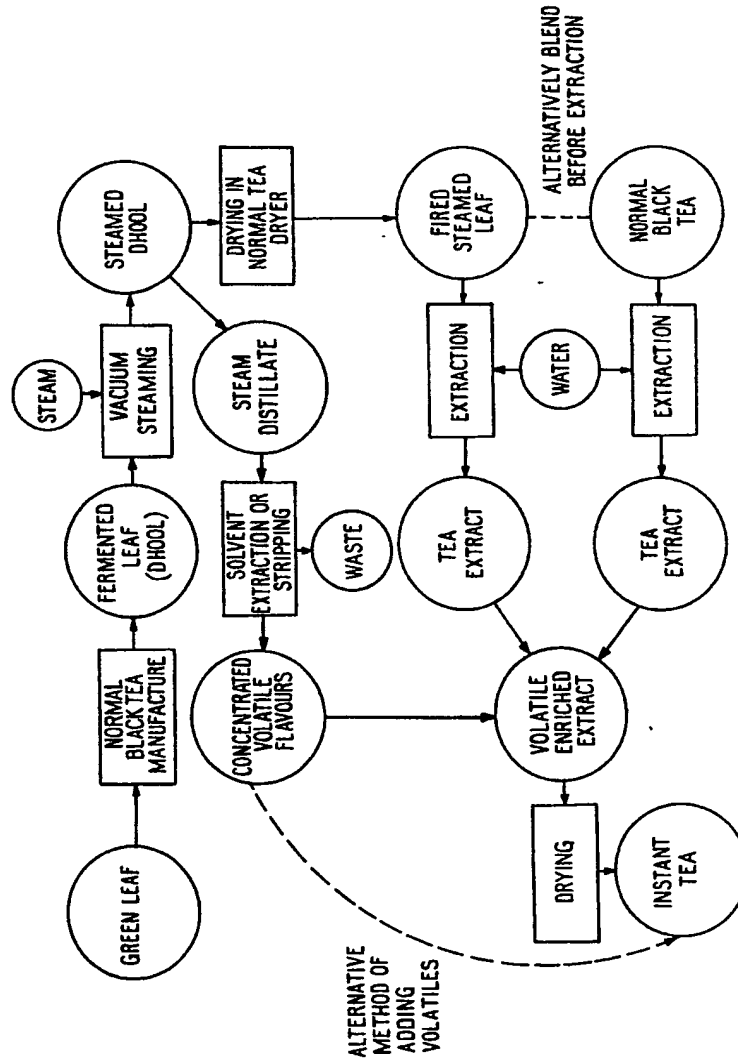 GREEN LEAF
NORMAL
BLACK TEA
MANUFACTURE
FERMENTED
LEAF
(DHOOL)
STEAM
VACUUM
STEAMING
STEAMED
DHOOL
DRYING IN
NORMAL TEA
DRYER
STEAM
DISTILLATE
SOLVENT
EXTRACTION OR
STRIPPING
WASTE
CONCENTRATED
VOLATILE
FLAVOURS
ALTERNATIVE
METHOD OF
ADDING
VOLATILES
FIRED
STEAMED
LEAF
ALTERNATIVELY BLEND
BEFORE EXTRACTION
NORMAL
BLACK
TEA
EXTRACTION
WATER
EXTRACTION
TEA
EXTRACT
TEA
EXTRACT
VOLATILE
ENRICHED
EXTRACT
DRYING
INSTANT
TEA